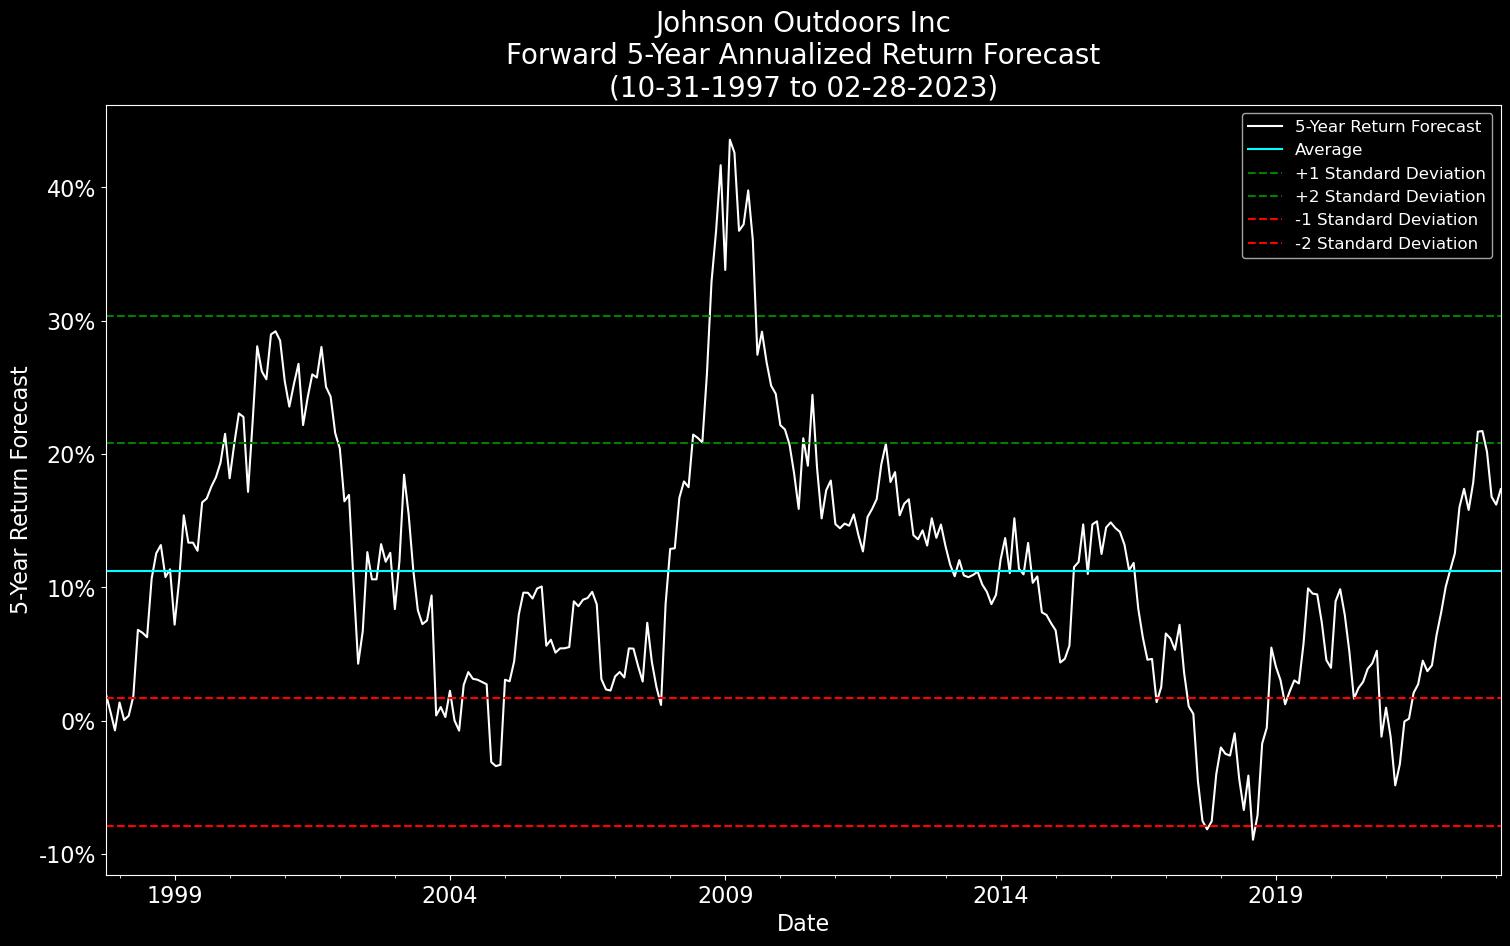 Johnson Outdoors Inc
Forward 5-Year Annualized Return Forecast
(10-31-1997 to 02-28-2023)
5-Year Return Forecast
Average
+1 Standard Deviation
+2 Standard Deviation
-1 Standard Deviation
-2 Standard Deviation
5-Year Return Forecast
40%
30%
20%
10%
0%
-10%
1999 2004 2009 2014 2019
Date